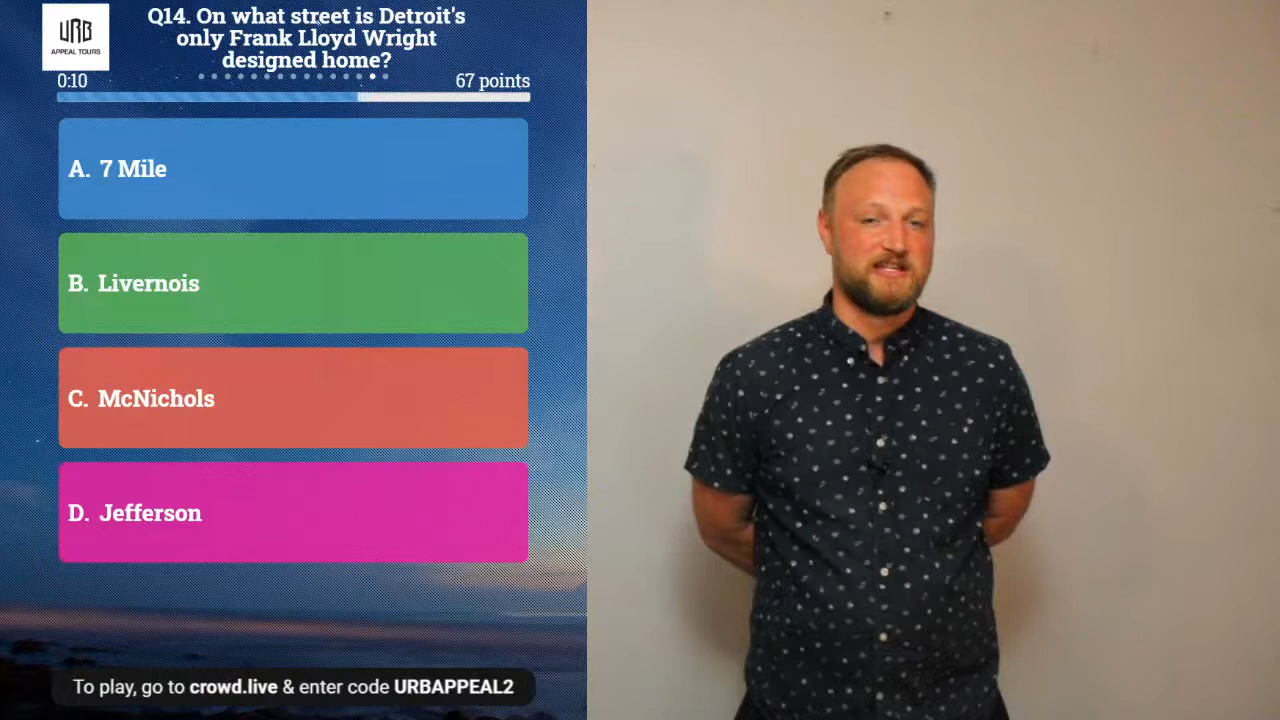 URB
APPEAL TOURS
Q14. On what street is Detroit's
only Frank Lloyd Wright
designed home?
0:10
67 points
A. 7 Mile
B. Livernois
C. McNichols
D. Jefferson
To play, go to crowd.live & enter code URBAPPEAL2